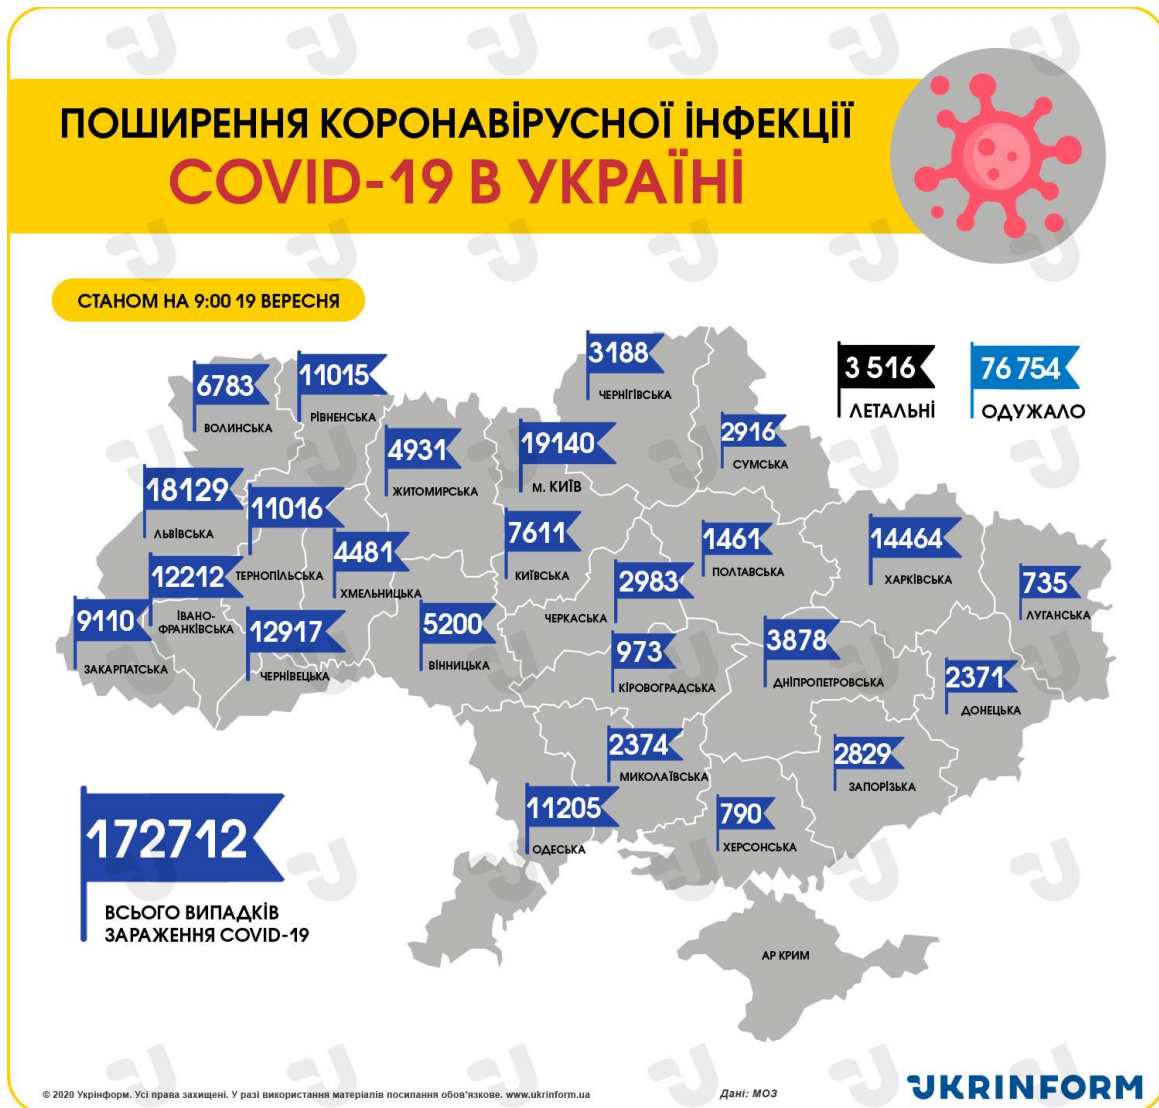 ПОШИРЕННЯ КОРОНАВІРУСНОЇ ІНФЕКЦІЇ
COVID-19 В УКРАЇНІ
СТАНОМ НА 9:00 19 ВЕРЕСНЯ
3 516
ЛЕТАЛЬНІ
76 754
ОДУЖАЛО
6783
ВОЛИНСЬКА
11015
РІВНЕНСЬКА
4931
ЖИТОМИРСЬКА
19140
м. КИЇВ
3188
ЧЕРНІГІВСЬКА
2916
СУМСЬКА
18129
ЛЬВІВСЬКА
11016
ТЕРНОПІЛЬСЬКА
4481
ХМЕЛЬНИЦЬКА
7611
КИЇВСЬКА
2983
ЧЕРКАСЬКА
1461
ПОЛТАВСЬКА
14464
ХАРКІВСЬКА
735
ЛУГАНСЬКА
9110
ЗАКАРПАТСЬКА
12212
ІВАНО-
ФРАНКІВСЬКА
12917
ЧЕРНІВЕЦЬКА
5200
ВІННИЦЬКА
973
КІРОВОГРАДСЬКА
3878
ДНІПРОПЕТРОВСЬКА
2371
ДОНЕЦЬКА
2374
МИКОЛАЇВСЬКА
2829
ЗАПОРІЗЬКА
11205
ОДЕСЬКА
790
ХЕРСОНСЬКА
АР КРИМ
172712
ВСЬОГО ВИПАДКІВ
ЗАРАЖЕННЯ COVID-19
© 2020 Укрінформ. Усі права захищені. У разі використання матеріалів посилання обов'язкове. www.ukrinform.ua
Дані: МОЗ
UKRINFORM